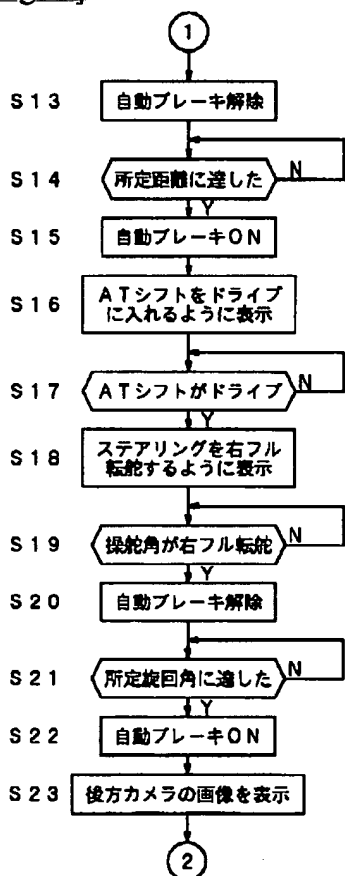 1
S13 自動ブレーキ解除
S14 所定距離に達した N
Y
S15 自動ブレーキON
S16 ATシフトをドライブ
に入れるように表示
S17 ATシフトがドライブ N
Y
S18 ステアリングを右フル
転舵するように表示
S19 操舵角が右フル転舵 N
Y
S20 自動ブレーキ解除
S21 所定旋回角に達した N
Y
S22 自動ブレーキON
S23 後方カメラの画像を表示
2